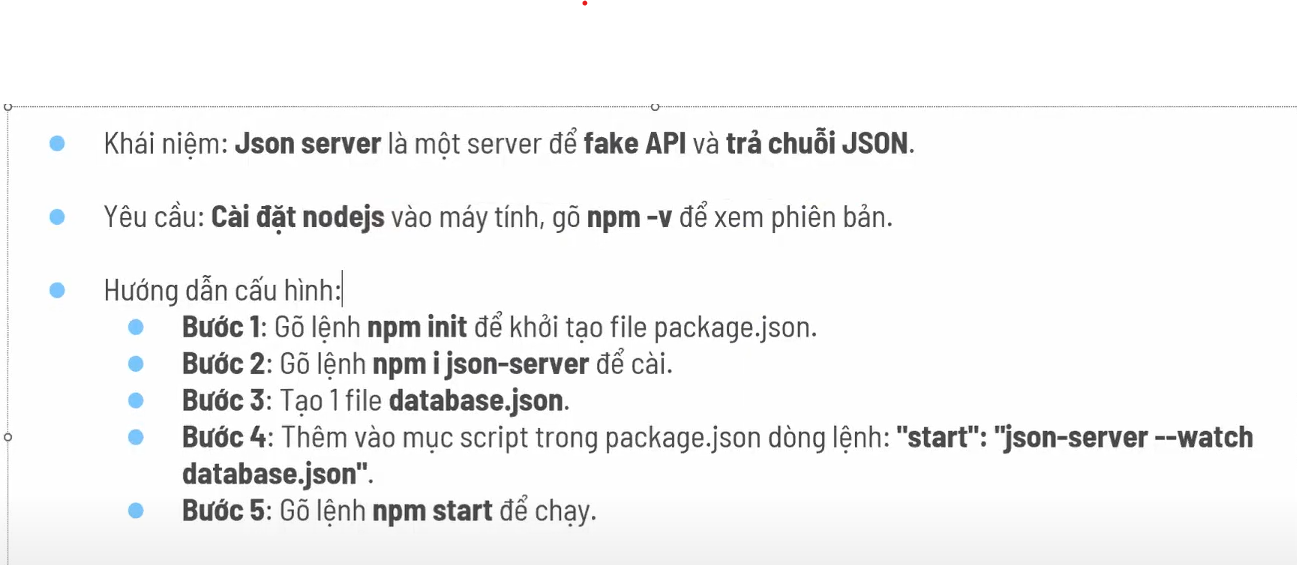 Khái niệm: Json server là một server để fake API và trả chuỗi JSON.
Yêu cầu: Cài đặt nodejs vào máy tính, gõ npm -v để xem phiên bản.
Hướng dẫn cấu hình:
Bước 1: Gõ lệnh npm init để khởi tạo file package.json.
Bước 2: Gõ lệnh npm i json-server để cài.
Bước 3: Tạo 1 file database.json.
Bước 4: Thêm vào mục script trong package.json dòng lệnh: "start": "json-server --watch
database.json".
Bước 5: Gõ lệnh npm start để chạy.